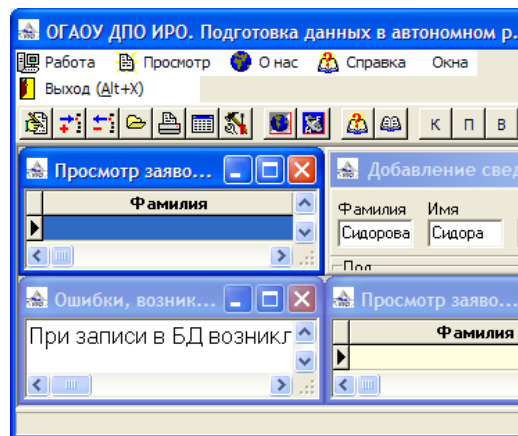 ОГАОУ ДПО ИРО. Подготовка данных в автономном р.
Работа Просмотр О нас Справка Окна
Выход (Alt+X)
К П В
Просмотр заяво...
Добавление свед
Фамилия
Фамилия Имя
Сидорова Сидора
Пол
Ошибки, возник...
Просмотр заяво...
При записи в БД возникл
Фамилия